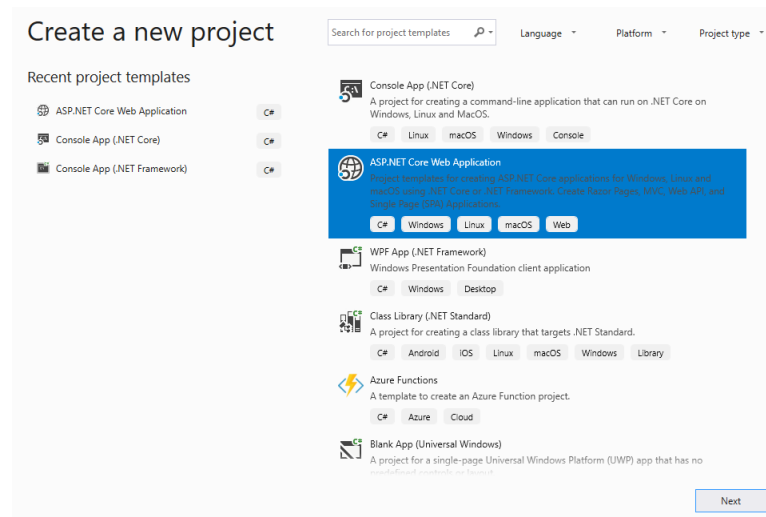 Create a new project
Search for project templates
Language
Platform
Project type
Recent project templates
ASP.NET Core Web Application C#
Console App (.NET Core) C#
Console App (.NET Framework) C#
Console App (.NET Core)
A project for creating a command-line application that can run on .NET Core on
Windows, Linux and MacOS.
C# Linux macOS Windows Console
ASP.NET Core Web Application
Project templates for creating ASP.NET Core applications for Windows, Linux and
macOS using .NET Core or .NET Framework. Create Razor Pages, MVC, Web API, and
Single Page (SPA) Applications.
C# Windows Linux macOS Web
WPF App (.NET Framework)
Windows Presentation Foundation client application
C# Windows Desktop
Class Library (.NET Standard)
A project for creating a class library that targets .NET Standard.
C# Android iOS Linux macOS Windows Library
Azure Functions
A template to create an Azure Function project.
C# Azure Cloud
Blank App (Universal Windows)
A project for a single-page Universal Windows Platform (UWP) app that has no
predefined controls or layout.
Next